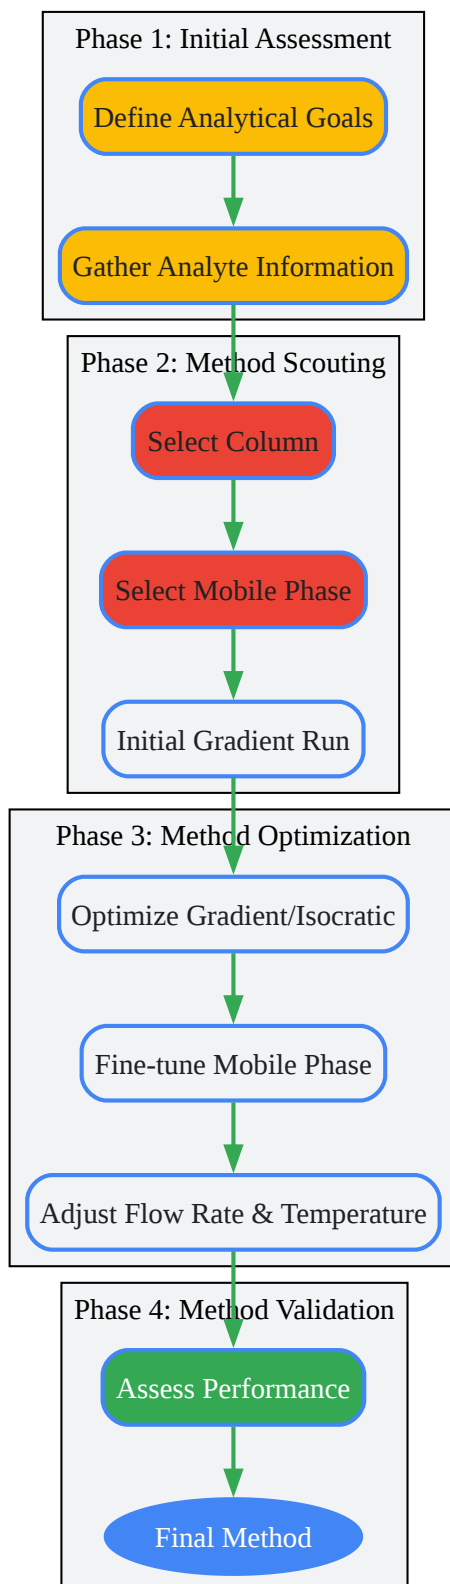 Phase 1: Initial Assessment
Define Analytical Goals
Gather Analyte Information
Phase 2: Method Scouting
Select Column
Select Mobile Phase
Initial Gradient Run
Phase 3: Method Optimization
Optimize Gradient/Isocratic
Fine-tune Mobile Phase
Adjust Flow Rate & Temperature
Phase 4: Method Validation
Assess Performance
Final Method